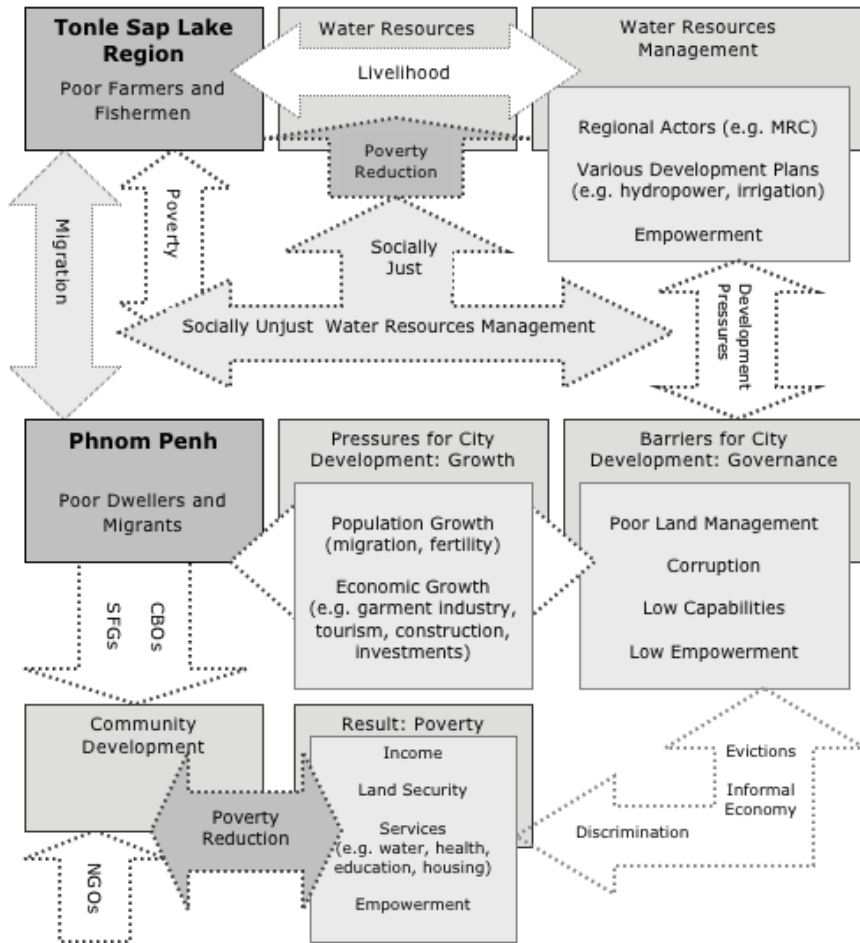 Tonle Sap Lake
Region
Poor Farmers and
Fishermen
Water Resources
Livelihood
Water Resources
Management
Regional Actors (e.g. MRC)
Various Development Plans
(e.g. hydropower, irrigation)
Empowerment
Poverty
Reduction
Migration
Poverty
Socially
Just
Socially Unjust Water Resources Management
Development
Pressures
Phnom Penh
Poor Dwellers and
Migrants
Pressures for City
Development: Growth
Population Growth
(migration, fertility)
Economic Growth
(e.g. garment industry,
tourism, construction,
investments)
Barriers for City
Development: Governance
Poor Land Management
Corruption
Low Capabilities
Low Empowerment
CBOs
SFGs
Community
Development
Poverty
Reduction
Result: Poverty
Income
Land Security
Services
(e.g. water, health,
education, housing)
Empowerment
Evictions
Informal
Economy
Discrimination
NGOs